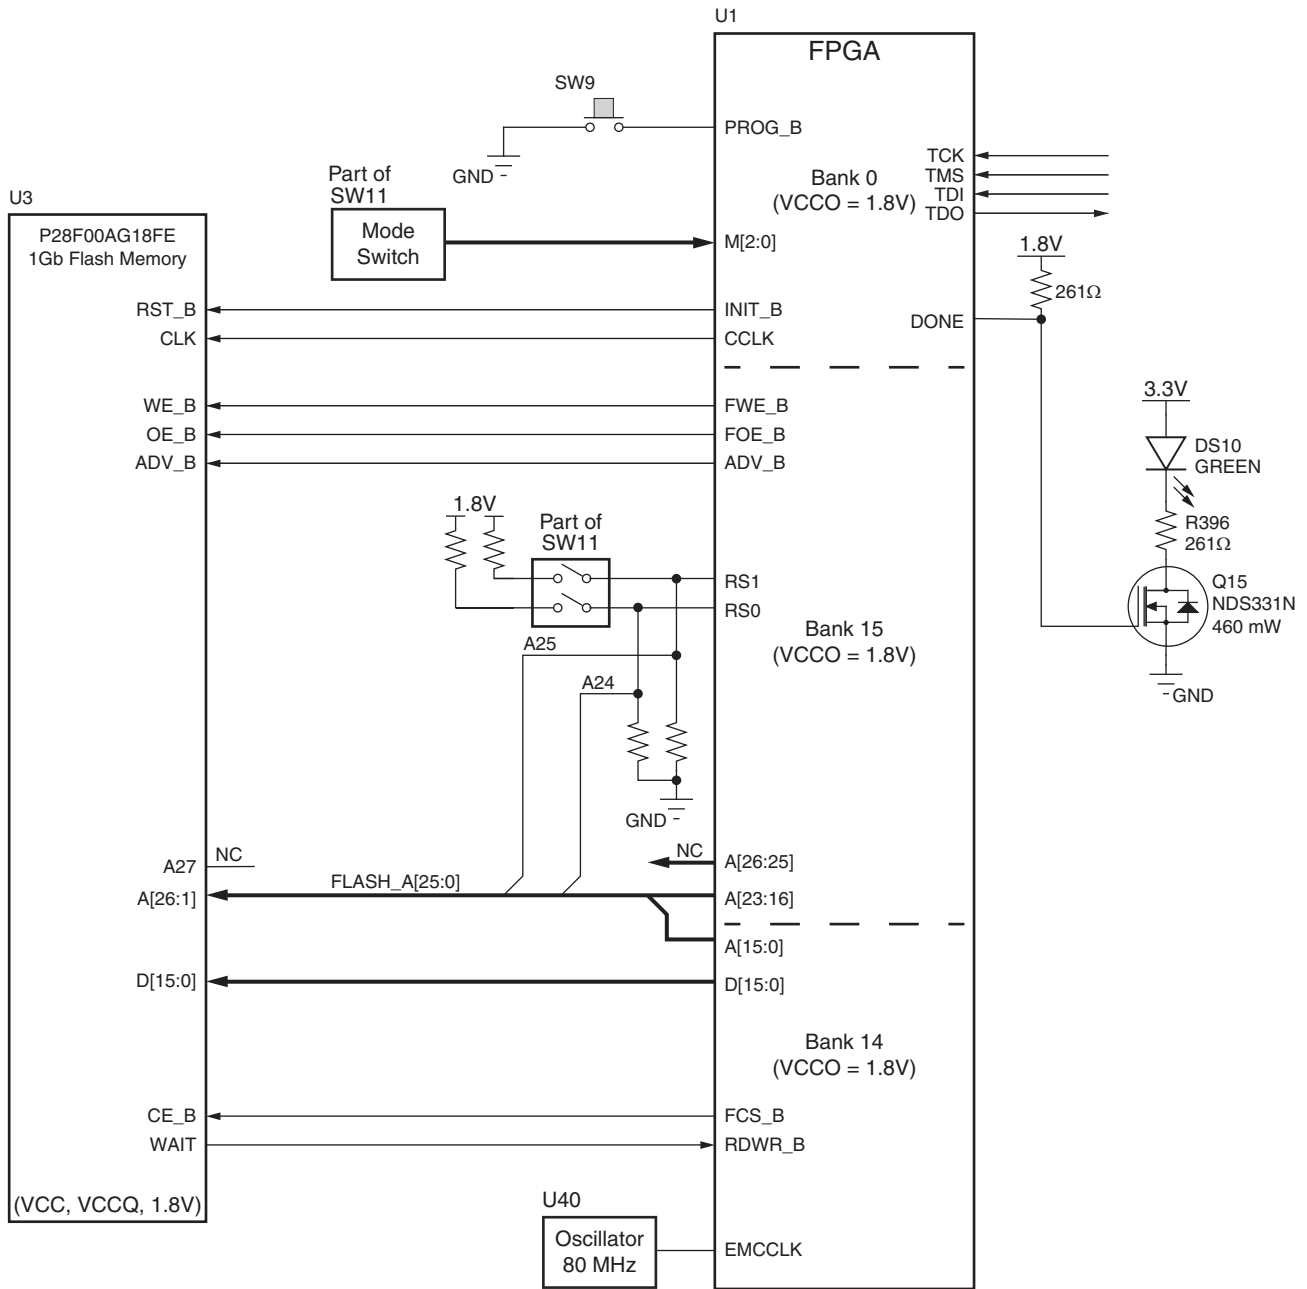 U1
FPGA
SW9
PROG_B
GND
Part of
SW11
Mode
Switch
M[2:0]
Bank 0
(VCCO = 1.8V)
TCK
TMS
TDI
TDO
1.8V
261Ω
DONE
U3
P28F00AG18FE
1Gb Flash Memory
RST_B
INIT_B
CLK
CCLK
WE_B
FWE_B
OE_B
FOE_B
ADV_B
ADV_B
3.3V
DS10
GREEN
R396
261Ω
Q15
NDS331N
460 mW
GND
1.8V
Part of
SW11
RS1
RS0
A25
A24
Bank 15
(VCCO = 1.8V)
GND
A27
NC
NC
A[26:25]
A[26:1]
FLASH_A[25:0]
A[23:16]
A[15:0]
D[15:0]
D[15:0]
Bank 14
(VCCO = 1.8V)
CE_B
FCS_B
WAIT
RDWR_B
(VCC, VCCQ, 1.8V)
U40
Oscillator
80 MHz
EMCCLK